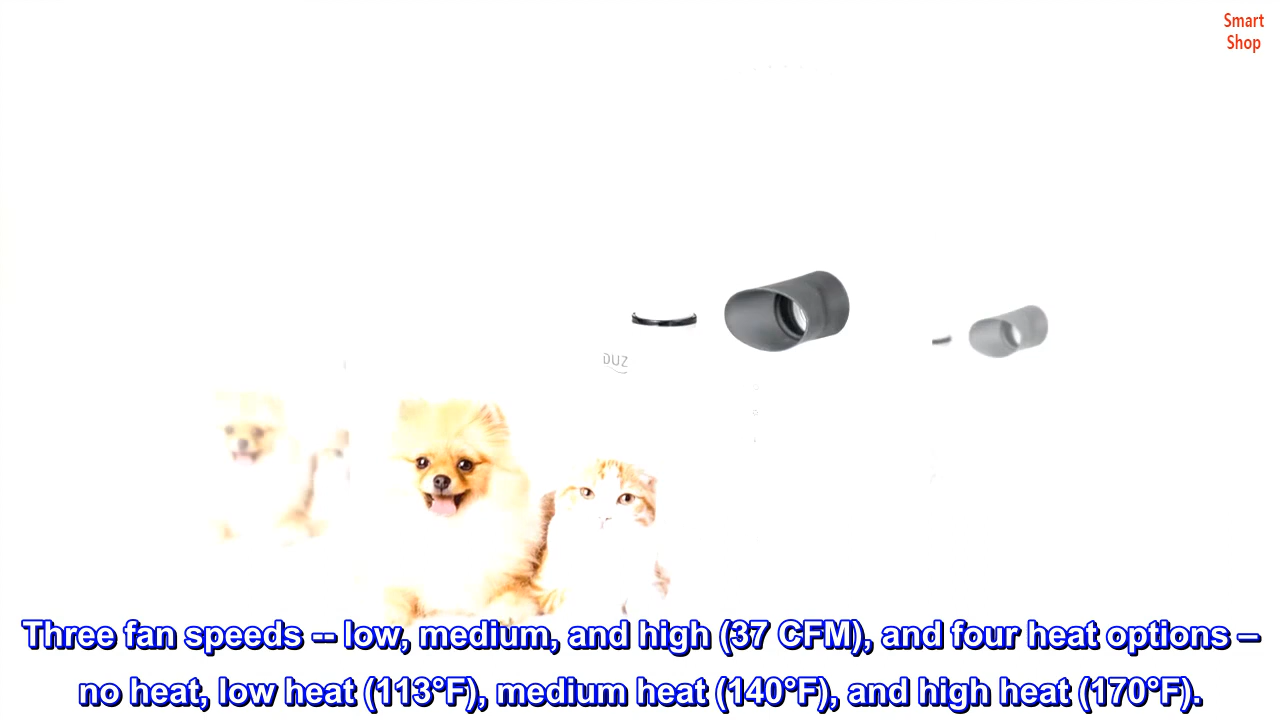 Smart
Shop
DUZ
Three fan speeds -- low, medium, and high (37 CFM), and four heat options –
no heat, low heat (113°F), medium heat (140°F), and high heat (170°F).